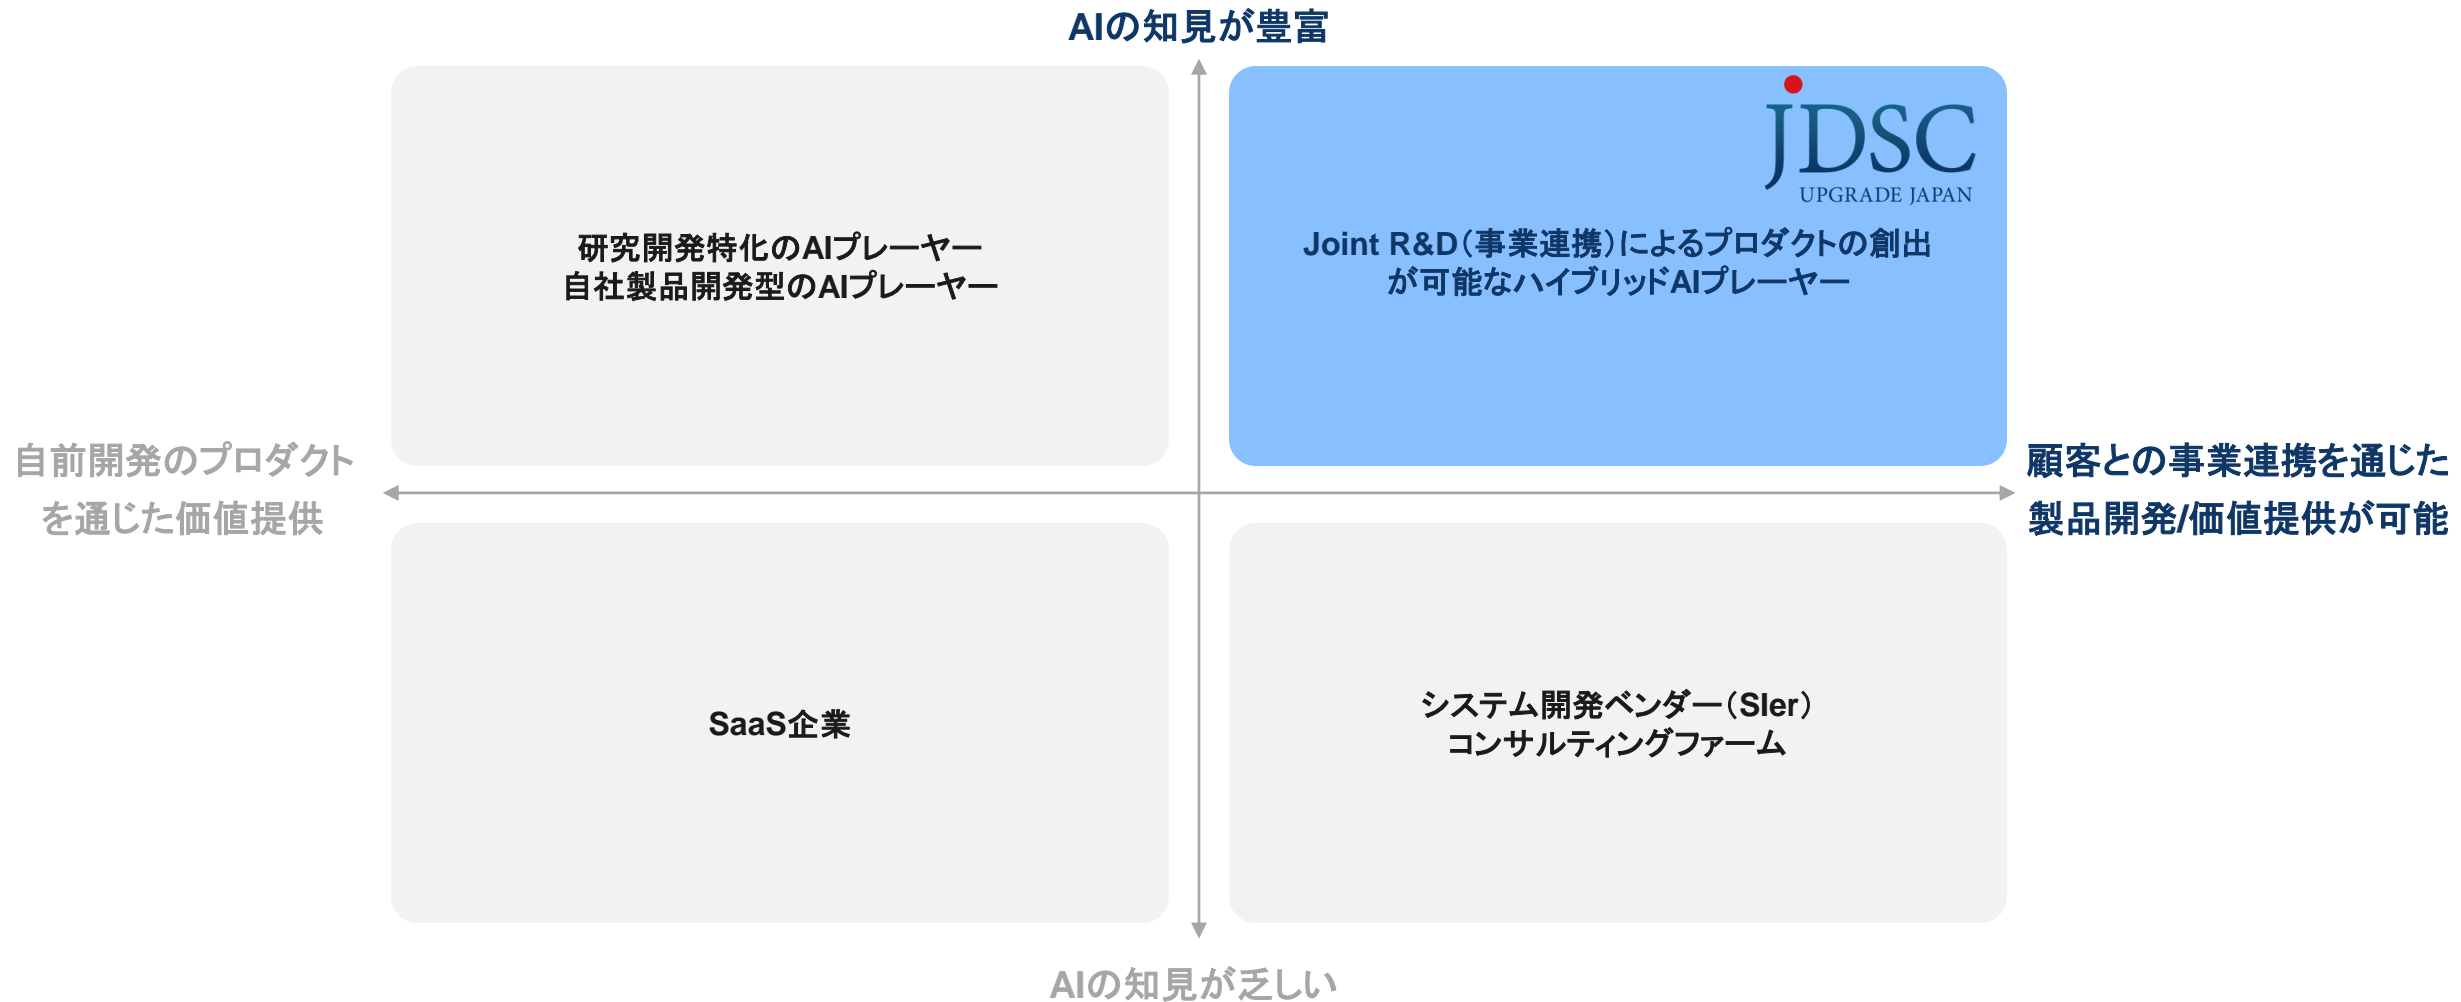 AIの知見が豊富
JDSC
UPGRADE JAPAN
研究開発特化のAIプレーヤー
自社製品開発型のAIプレーヤー
Joint R&D（事業連携）によるプロダクトの創出
が可能なハイブリッドAIプレーヤー
自前開発のプロダクト
を通じた価値提供
顧客との事業連携を通じた
製品開発/価値提供が可能
SaaS企業
システム開発ベンダー（SIer）
コンサルティングファーム
AIの知見が乏しい